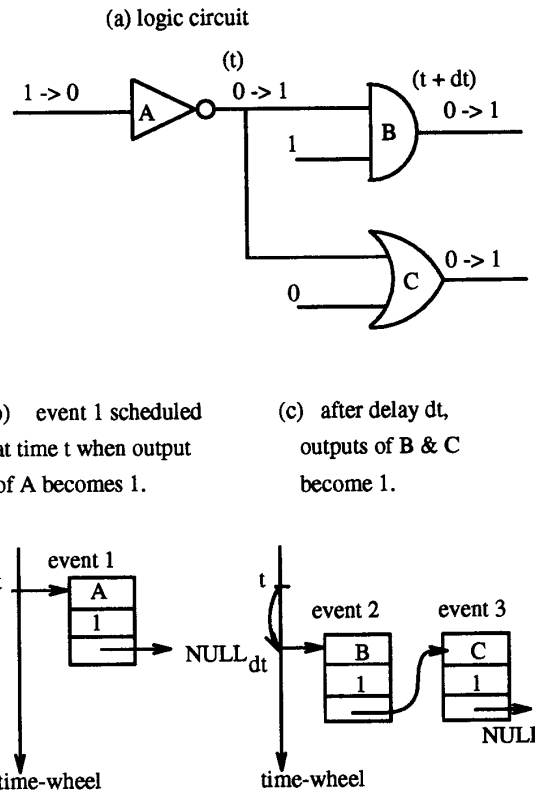 (a) logic circuit
(t)
1 -> 0
0 -> 1
(t + dt)
0 -> 1
A
B
1
0 -> 1
C
0
) event 1 scheduled
at time t when output
of A becomes 1.
(c) after delay dt,
outputs of B & C
become 1.
event 1
t
A
1
NULL
time-wheel
t
dt
event 2
event 3
B
C
1
1
NULL
time-wheel